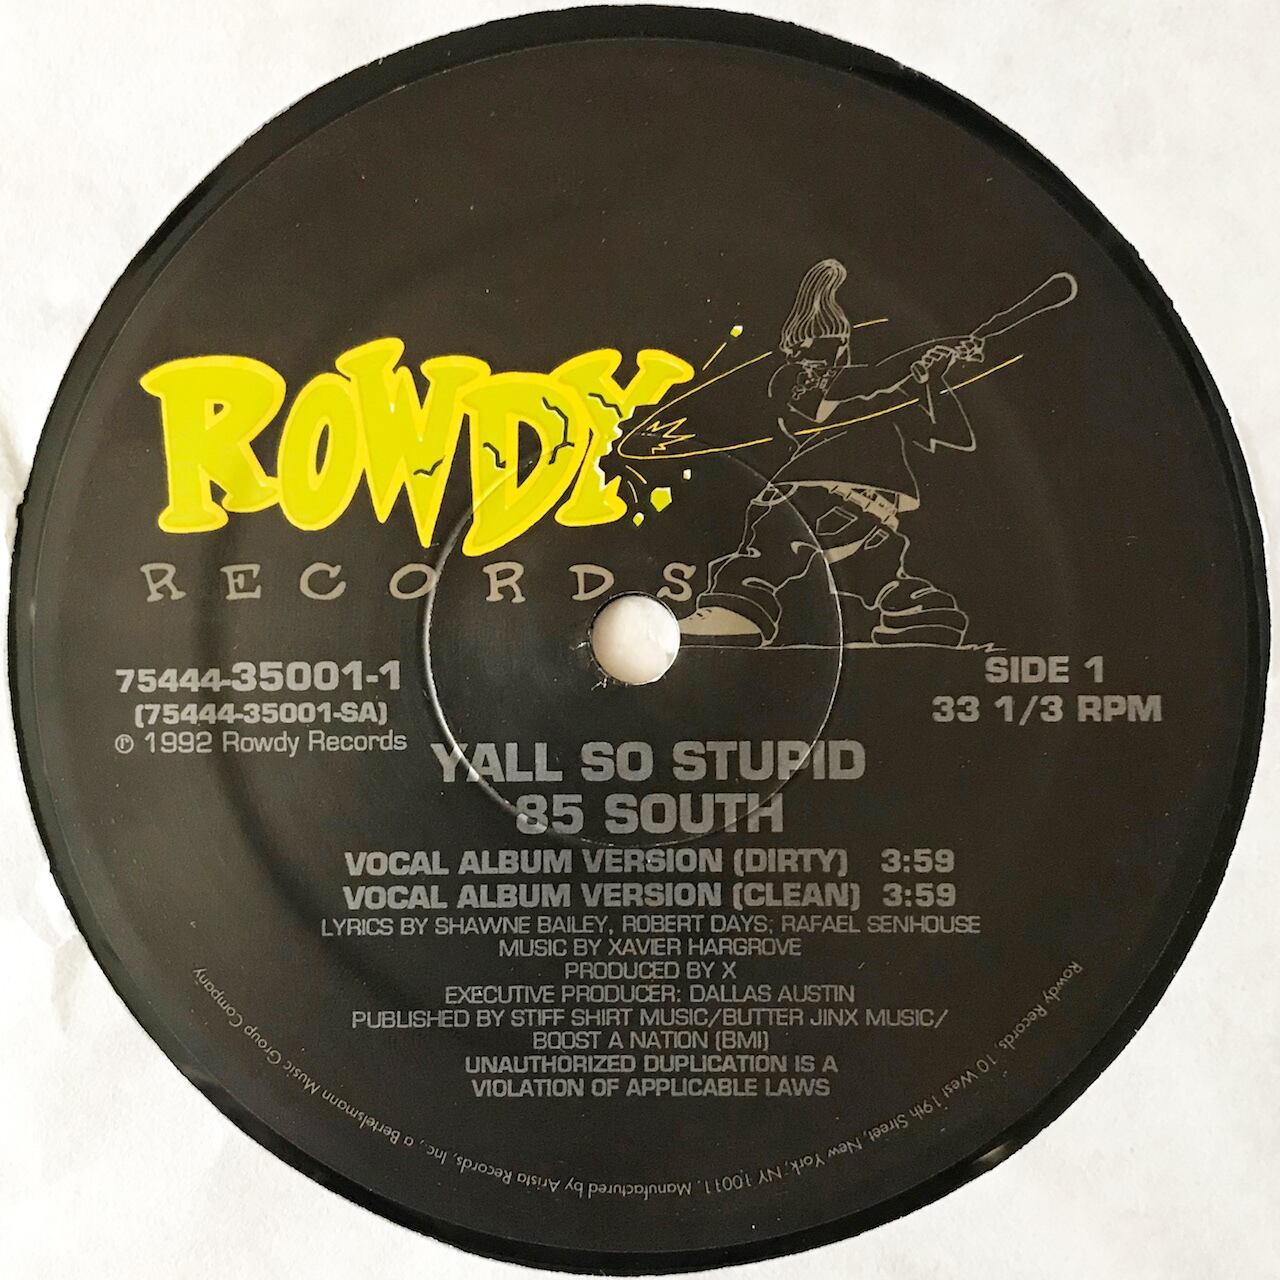 ROWDY
RECORDS
75444-35001-1
(75444-35001-SA)
℗ 1992 Rowdy Records
SIDE 1
33 1/3 RPM
YALL SO STUPID
85 SOUTH
VOCAL ALBUM VERSION (DIRTY) 3:59
VOCAL ALBUM VERSION (CLEAN) 3:59
LYRICS BY SHAWNE BAILEY, ROBERT DAYS; RAFAEL SENHOUSE
MUSIC BY XAVIER HARGROVE
PRODUCED BY X
EXECUTIVE PRODUCER: DALLAS AUSTIN
PUBLISHED BY STIFF SHIRT MUSIC/BUTTER JINX MUSIC/
BOOST A NATION (BMI)
UNAUTHORIZED DUPLICATION IS A
VIOLATION OF APPLICABLE LAWS
Rowdy Records, 10 West 19th Street, New York, NY 10011. Manufactured by Arista Records, Inc., a Bertelsmann Music Group Company